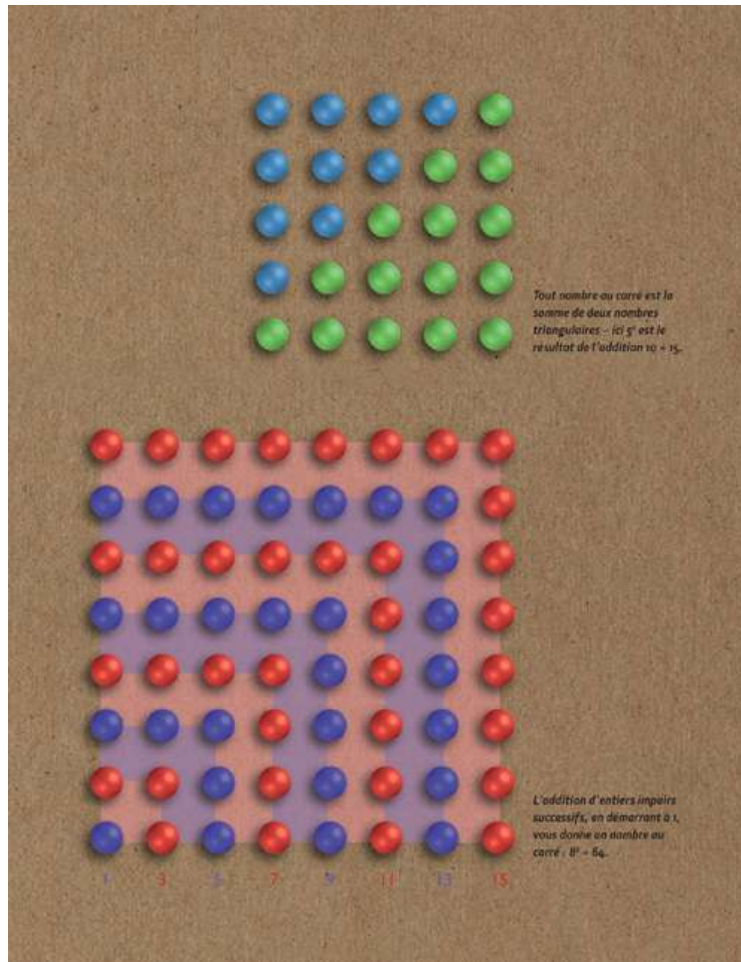 Tout nombre au carré est la
somme de deux nombres
triangulaires – ici 5² est le
résultat de l'addition 10 + 15.
L'addition d'entiers impairs
successifs, en démarrant à 1,
vous donne un nombre au
carré : 8² = 64.
1 3 5 7 9 11 13 15